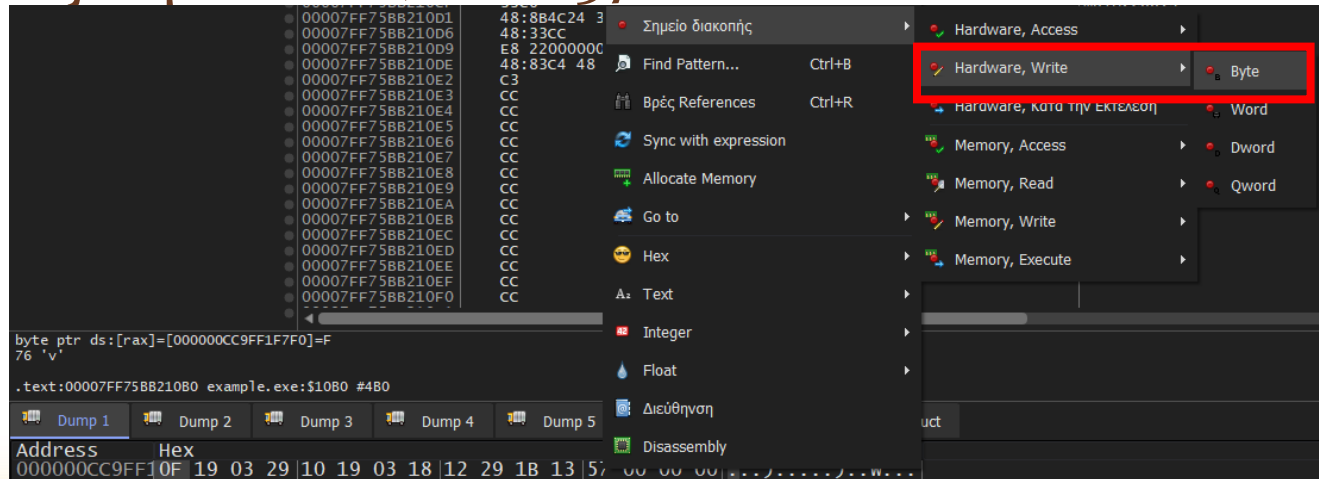 00007FF75BB210D1 48:8B4C24 3
00007FF75BB210D6 48:33CC
00007FF75BB210D9 E8 22000000
00007FF75BB210DE 48:83C4 48
00007FF75BB210E2 C3
00007FF75BB210E3 CC
00007FF75BB210E4 CC
00007FF75BB210E5 CC
00007FF75BB210E6 CC
00007FF75BB210E7 CC
00007FF75BB210E8 CC
00007FF75BB210E9 CC
00007FF75BB210EA CC
00007FF75BB210EB CC
00007FF75BB210EC CC
00007FF75BB210ED CC
00007FF75BB210EE CC
00007FF75BB210EF CC
00007FF75BB210F0 CC
Σημείο διακοπής
Find Pattern... Ctrl+B
Βρές References Ctrl+R
Sync with expression
Allocate Memory
Go to
Hex
Text
Integer
Float
Διεύθηνση
Disassembly
Hardware, Access
Hardware, Write
Hardware, Κατά την Εκτέλεση
Memory, Access
Memory, Read
Memory, Write
Memory, Execute
Byte
Word
Dword
Qword
byte ptr ds:[rax]=[000000CC9FF1F7F0]=F
76 'v'
.text:00007FF75BB210B0 example.exe:$10B0 #4B0
Dump 1 Dump 2 Dump 3 Dump 4 Dump 5 uct
Address Hex
000000CC9FF1 0F 19 03 29 10 19 03 18 12 29 1B 13 57 00 00 00 ...).....)..W...